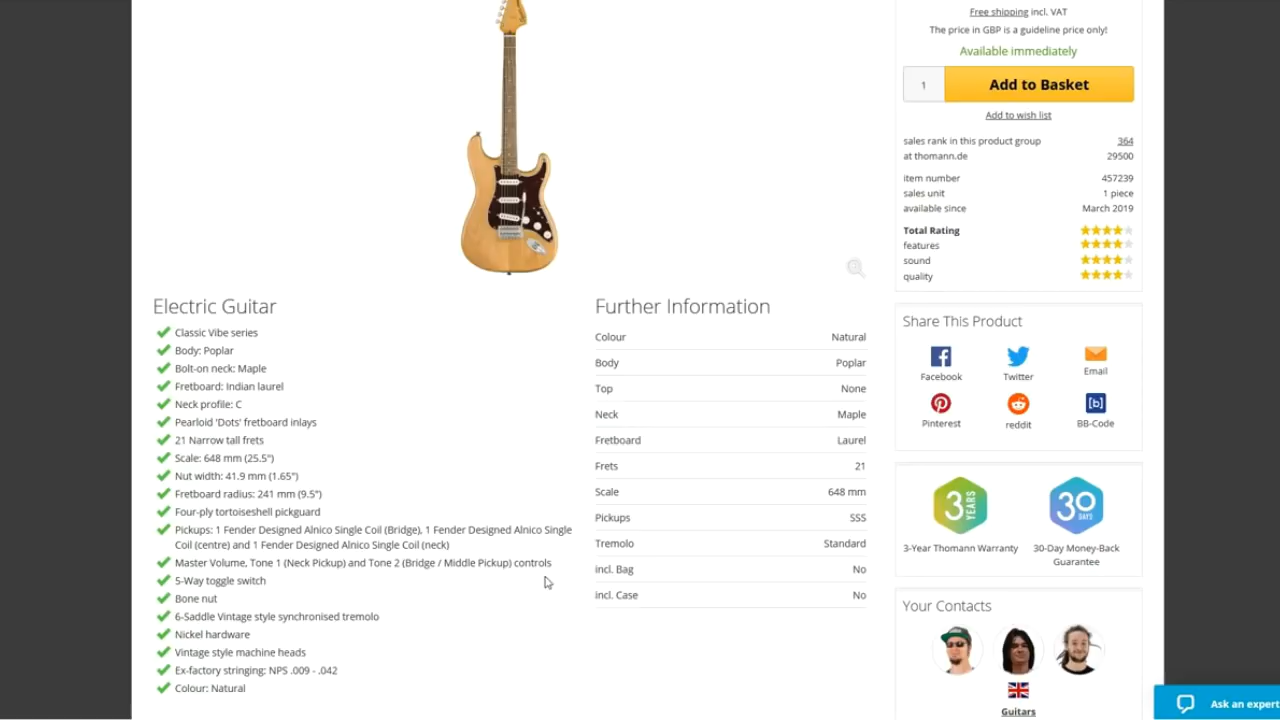 Free shipping incl. VAT
The price in GBP is a guideline price only!
Available immediately
1
Add to Basket
Add to wish list
sales rank in this product group 364
at thomann.de 29500
item number 457239
sales unit 1 piece
available since March 2019
Total Rating
features
sound
quality
Electric Guitar
Classic Vibe series
Body: Poplar
Bolt-on neck: Maple
Fretboard: Indian laurel
Neck profile: C
Pearloid 'Dots' fretboard inlays
21 Narrow tall frets
Scale: 648 mm (25.5")
Nut width: 41.9 mm (1.65")
Fretboard radius: 241 mm (9.5")
Four-ply tortoiseshell pickguard
Pickups: 1 Fender Designed Alnico Single Coil (Bridge), 1 Fender Designed Alnico Single
Coil (centre) and 1 Fender Designed Alnico Single Coil (neck)
Master Volume, Tone 1 (Neck Pickup) and Tone 2 (Bridge / Middle Pickup) controls
5-Way toggle switch
Bone nut
6-Saddle Vintage style synchronised tremolo
Nickel hardware
Vintage style machine heads
Ex-factory stringing: NPS .009 - .042
Colour: Natural
Further Information
Colour Natural
Body Poplar
Top None
Neck Maple
Fretboard Laurel
Frets 21
Scale 648 mm
Pickups SSS
Tremolo Standard
incl. Bag No
incl. Case No
Share This Product
Facebook Twitter Email
[b]
Pinterest reddit BB-Code
3 YEARS 30 DAYS
3-Year Thomann Warranty 30-Day Money-Back
Guarantee
Your Contacts
Guitars
Ask an expert